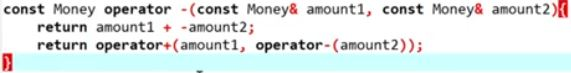 const Money operator -(const Money& amount1, const Money& amount2){
return amount1 + -amount2;
return operator+(amount1, operator-(amount2));
}